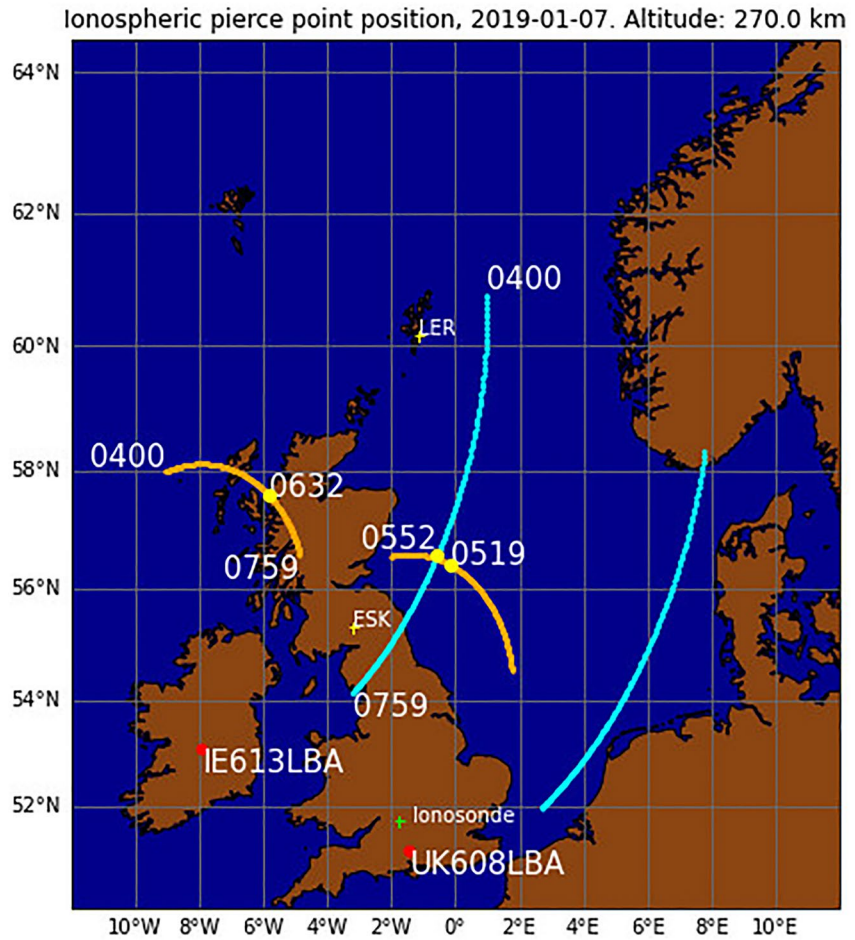 Ionospheric pierce point position, 2019-01-07. Altitude: 270.0 km
64°N
62°N
0400
LER
60°N
0400
58°N
0632
0552
0519
0759
56°N
ESK
54°N
0759
IE613LBA
52°N
Ionosonde
UK608LBA
10°W 8°W 6°W 4°W 2°W 0° 2°E 4°E 6°E 8°E 10°E